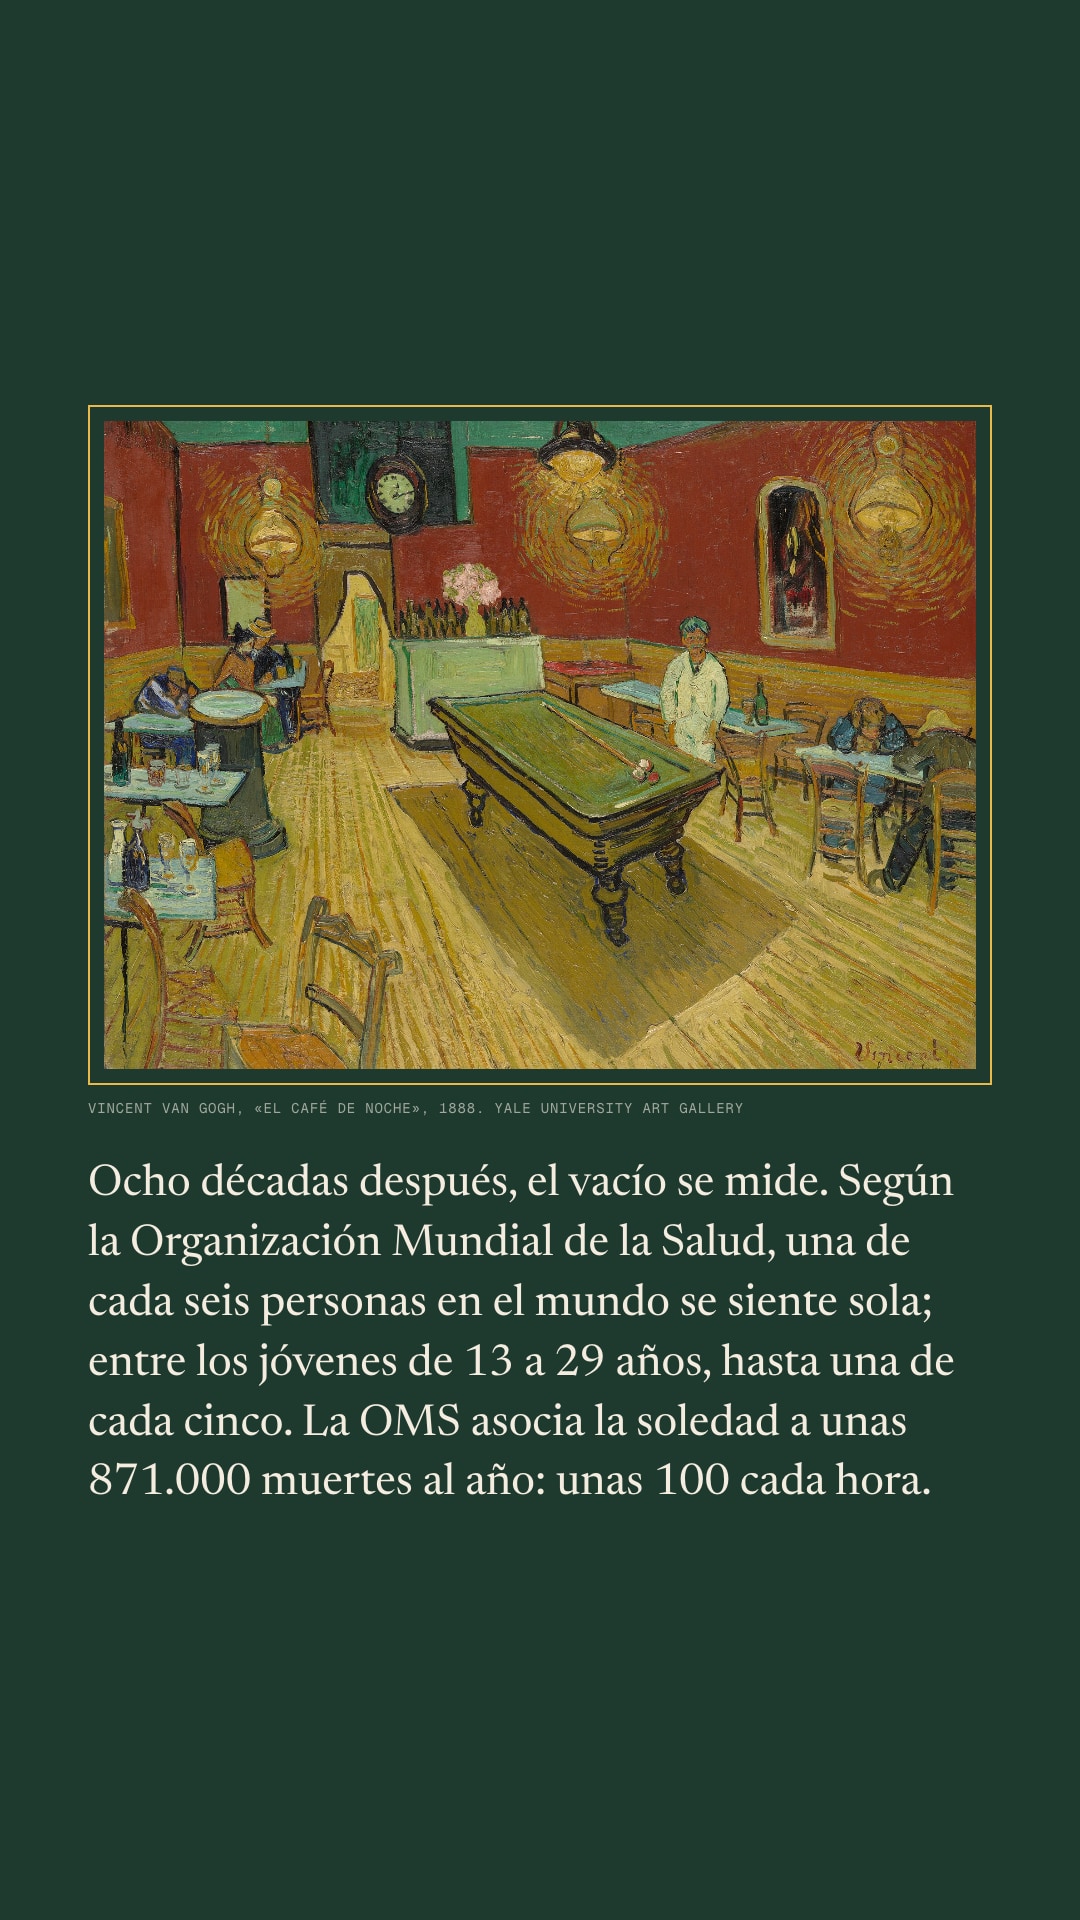 Vincent
VINCENT VAN GOGH, «EL CAFÉ DE NOCHE», 1888. YALE UNIVERSITY ART GALLERY
Ocho décadas después, el vacío se mide. Según
la Organización Mundial de la Salud, una de
cada seis personas en el mundo se siente sola;
entre los jóvenes de 13 a 29 años, hasta una de
cada cinco. La OMS asocia la soledad a unas
871.000 muertes al año: unas 100 cada hora.